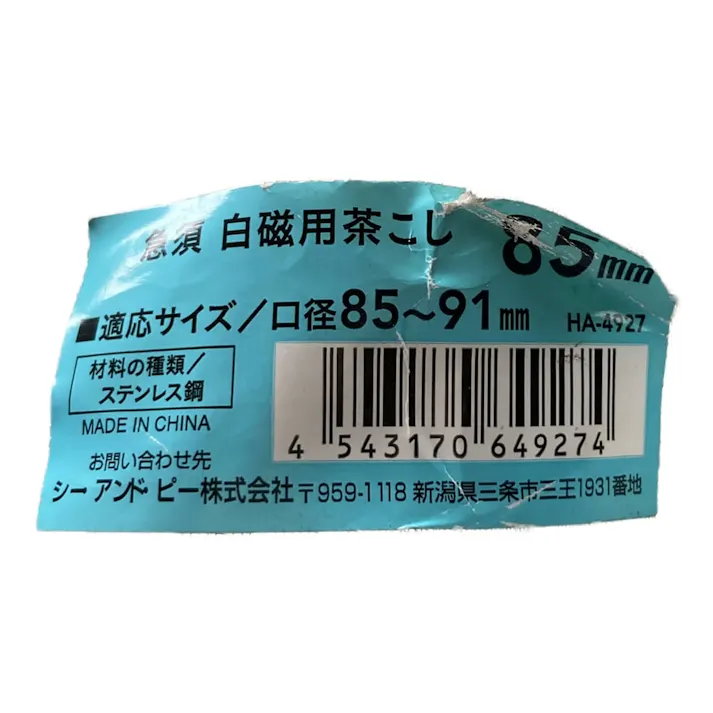 急須 白磁用茶こし 85mm
■適応サイズ/口径85~91mm HA-4927
材料の種類/
ステンレス鋼
MADE IN CHINA
4 543170 649274
お問い合わせ先
シー アンド ピー株式会社 〒959-1118 新潟県三条市三王1931番地